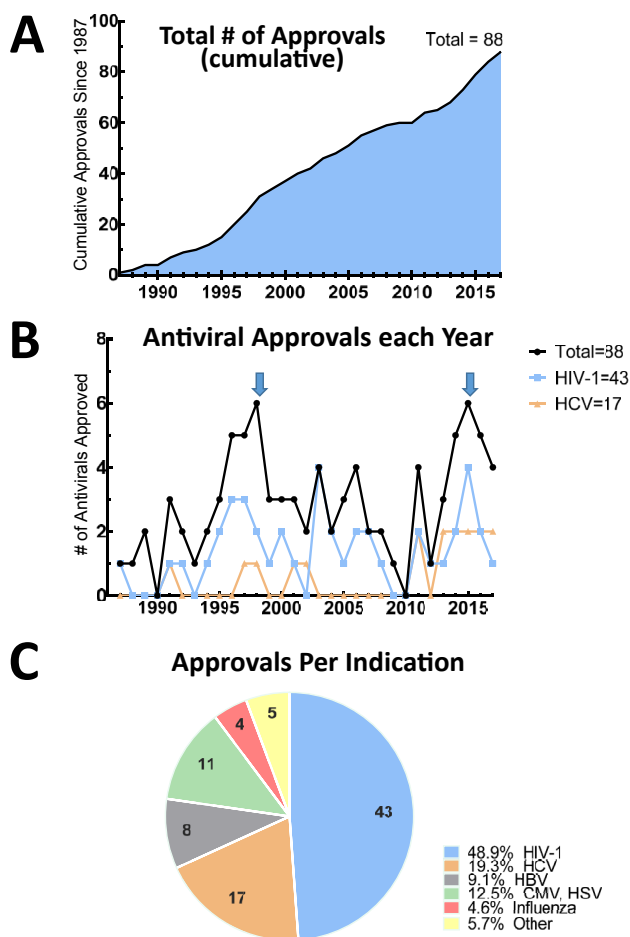 A
Total # of Approvals
(cumulative)
Total = 88
Cumulative Approvals Since 1987
100
80
60
40
20
0
1990 1995 2000 2005 2010 2015
B
Antiviral Approvals each Year
# of Antivirals Approved
8
6
4
2
0
1990 1995 2000 2005 2010 2015
Total=88
HIV-1=43
HCV=17
C
Approvals Per Indication
5
4
11
43
8
17
48.9% HIV-1
19.3% HCV
9.1% HBV
12.5% CMV, HSV
4.6% Influenza
5.7% Other